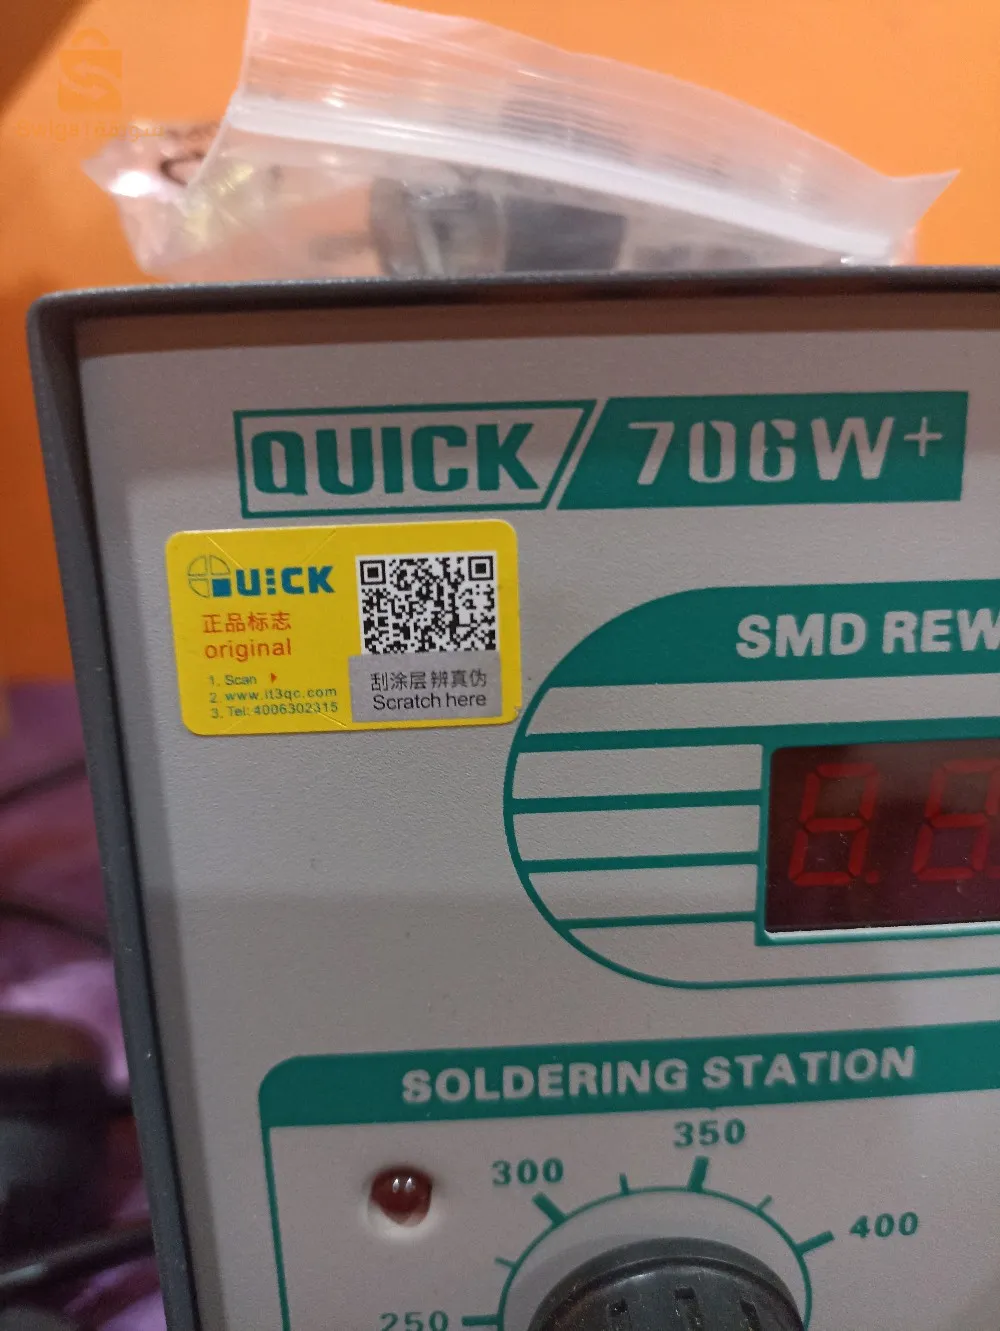 QUICK 706W+
QUICK
正品标志
original
1. Scan
2. www.it3qc.com
3. Tel: 4006302315
刮涂层辨真伪
Scratch here
SMD REW
SOLDERING STATION
300
350
400
250